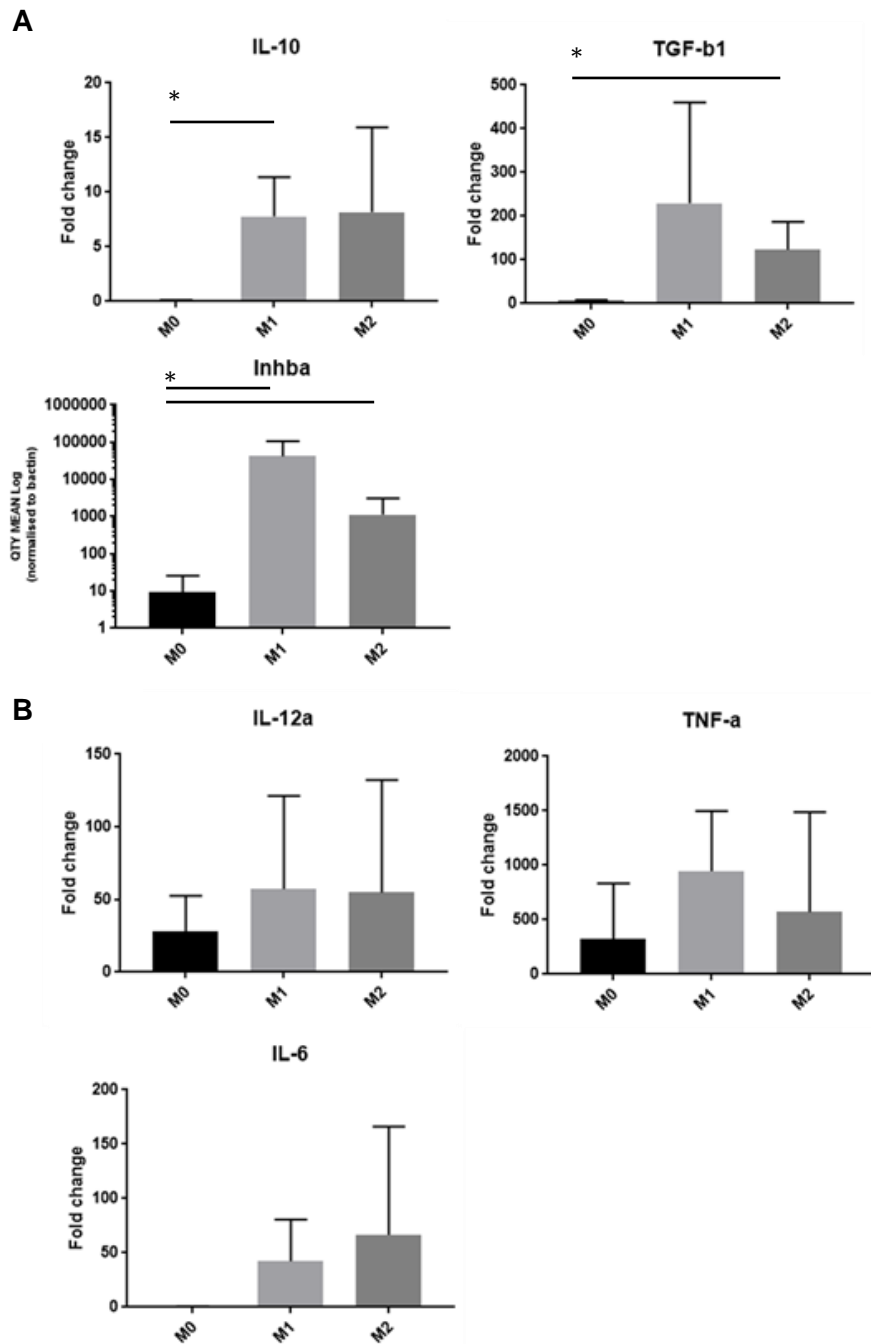 A
IL-10
*
Fold change
20
15
10
5
0
M0
M1
M2
TGF-b1
*
Fold change
500
400
300
200
100
0
M0
M1
M2
Inhba
*
QTY MEAN Log
(normalised to bactin)
1000000
100000
10000
1000
100
10
1
M0
M1
M2
B
IL-12a
Fold change
150
100
50
0
M0
M1
M2
TNF-a
Fold change
2000
1500
1000
500
0
M0
M1
M2
IL-6
Fold change
200
150
100
50
0
M0
M1
M2